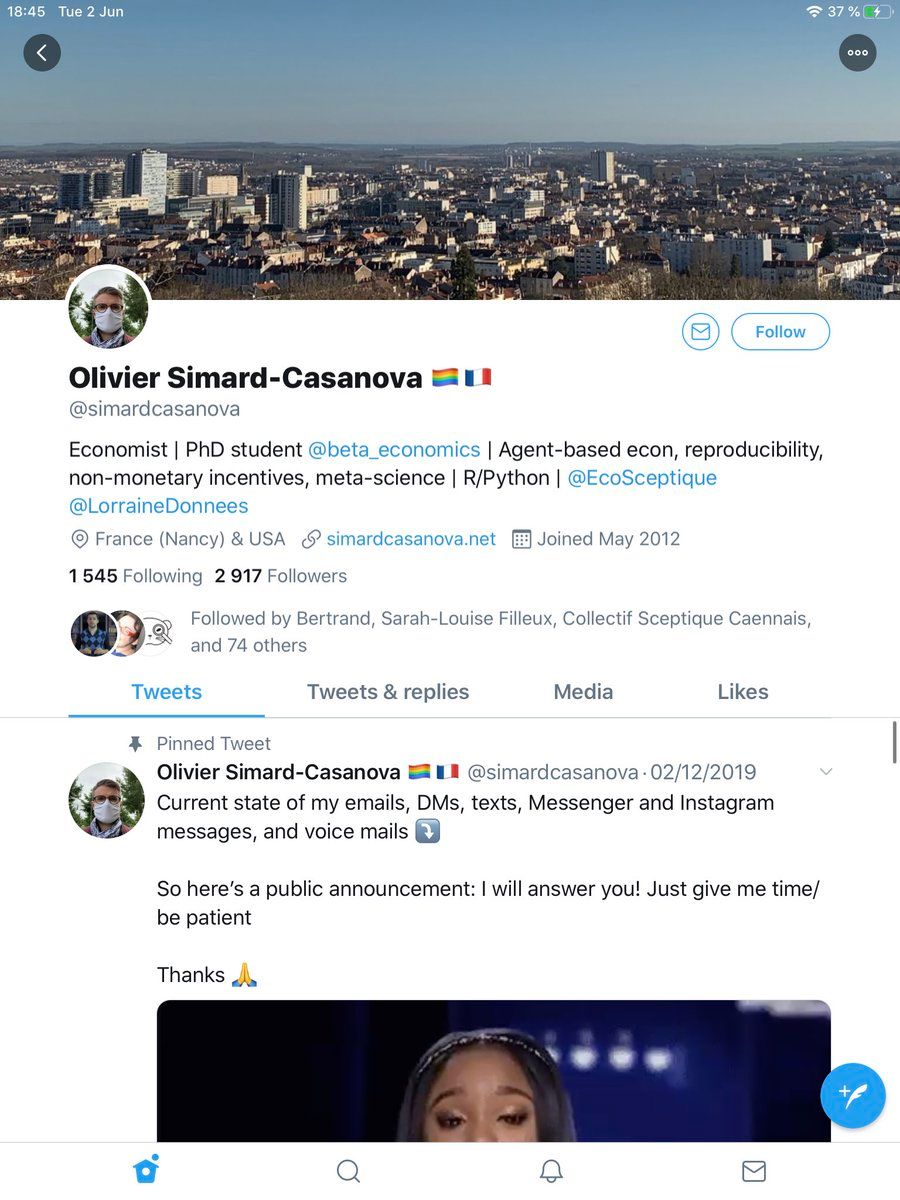 18:45 Tue 2 Jun 37 %
Olivier Simard-Casanova 🏳️‍🌈🇫🇷
Follow
@simardcasanova
Economist | PhD student @beta_economics | Agent-based econ, reproducibility,
non-monetary incentives, meta-science | R/Python | @EcoSceptique
@LorraineDonnees
France (Nancy) & USA simardcasanova.net Joined May 2012
1 545 Following 2 917 Followers
Followed by Bertrand, Sarah-Louise Filleux, Collectif Sceptique Caennais,
and 74 others
Tweets Tweets & replies Media Likes
Pinned Tweet
Olivier Simard-Casanova 🏳️‍🌈🇫🇷 @simardcasanova · 02/12/2019
Current state of my emails, DMs, texts, Messenger and Instagram
messages, and voice mails ⤵️
So here’s a public announcement: I will answer you! Just give me time/
be patient
Thanks 🙏